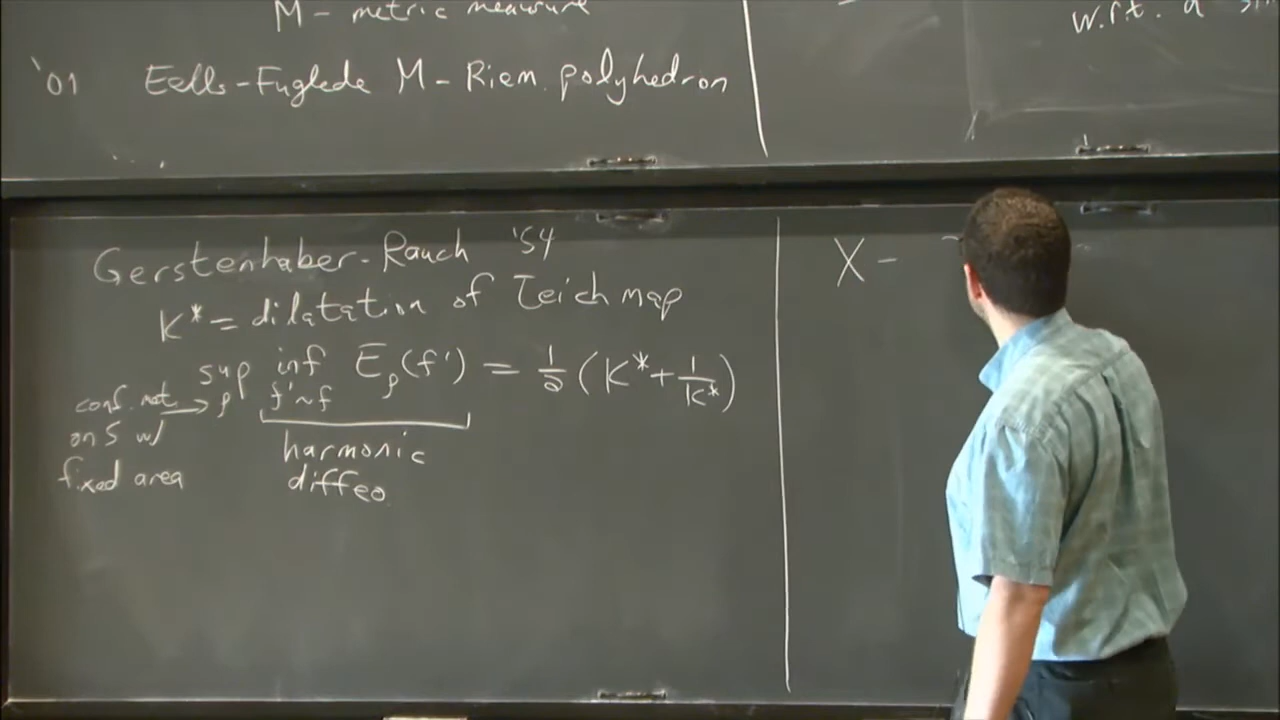 M - metric measure
'01 Eells-Fuglede M - Riem. polyhedron
w.r.t. a
Gerstenhaber-Rauch '54
K* = dilatation of Teich map
sup inf E_ρ(f') = 1/2 (K* + 1/K*)
conf. met. → ρ f'~f
on S w/
fixed area
harmonic
diffeo
X -